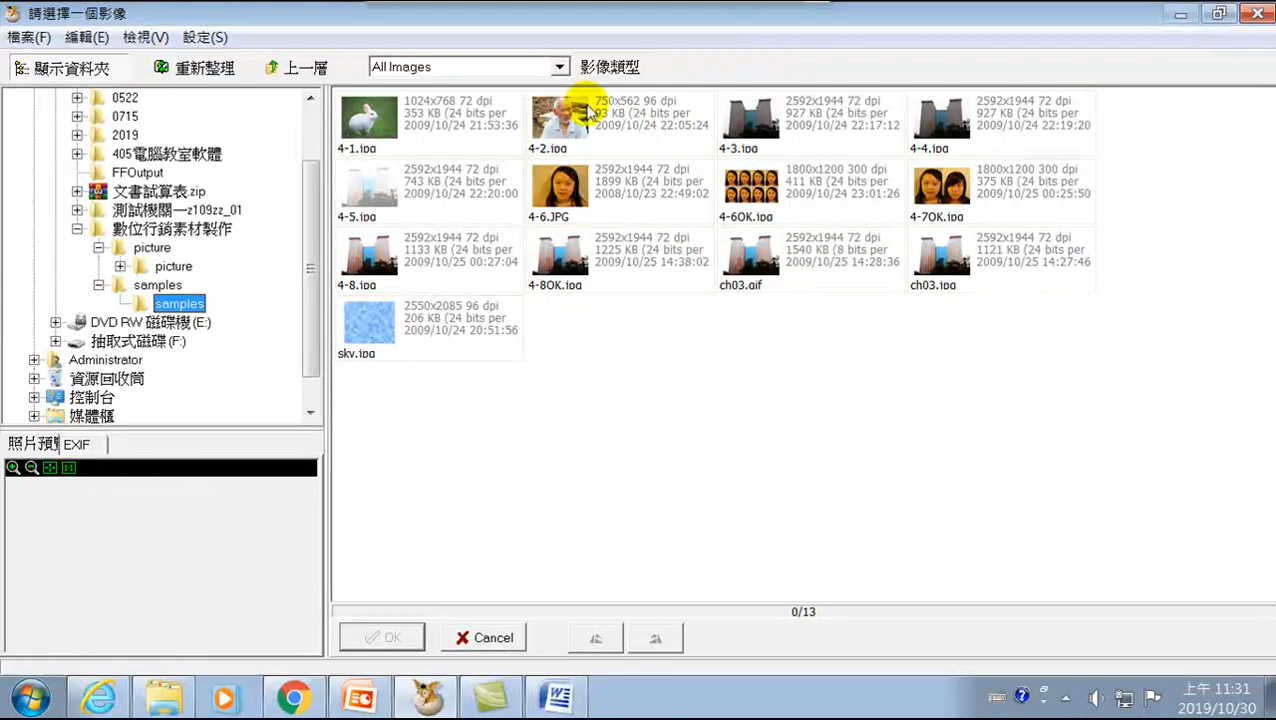 請選擇一個影像
檔案(F) 編輯(E) 檢視(V) 設定(S)
顯示資料夾 重新整理 上一層 All Images 影像類型
0522
0715
2019
405電腦教室軟體
FFOutput
文書試算表.zip
測試機關一z109zz_01
數位行銷素材製作
picture
picture
samples
samples
DVD RW 磁碟機 (E:)
抽取式磁碟 (F:)
Administrator
資源回收筒
控制台
媒體櫃
照片預覽 EXIF
1024x768 72 dpi
353 KB (24 bits per
2009/10/24 21:53:36
4-1.jpg
750x562 96 dpi
93 KB (24 bits per
2009/10/24 22:05:24
4-2.jpg
2592x1944 72 dpi
927 KB (24 bits per
2009/10/24 22:17:12
4-3.jpg
2592x1944 72 dpi
927 KB (24 bits per
2009/10/24 22:19:20
4-4.jpg
2592x1944 72 dpi
743 KB (24 bits per
2009/10/24 22:20:00
4-5.jpg
2592x1944 72 dpi
1899 KB (24 bits per
2008/10/23 22:49:02
4-6.JPG
1800x1200 300 dpi
411 KB (24 bits per
2009/10/24 23:01:26
4-6OK.jpg
1800x1200 300 dpi
375 KB (24 bits per
2009/10/25 00:25:50
4-7OK.jpg
2592x1944 72 dpi
1133 KB (24 bits per
2009/10/25 00:27:04
4-8.jpg
2592x1944 72 dpi
1225 KB (24 bits per
2009/10/25 14:38:02
4-8OK.jpg
2592x1944 72 dpi
1540 KB (8 bits per
2009/10/25 14:28:36
ch03.gif
2592x1944 72 dpi
1121 KB (24 bits per
2009/10/25 14:27:46
ch03.jpg
2550x2085 96 dpi
206 KB (24 bits per
2009/10/24 20:51:56
sky.jpg
0/13
OK Cancel
上午 11:31
2019/10/30